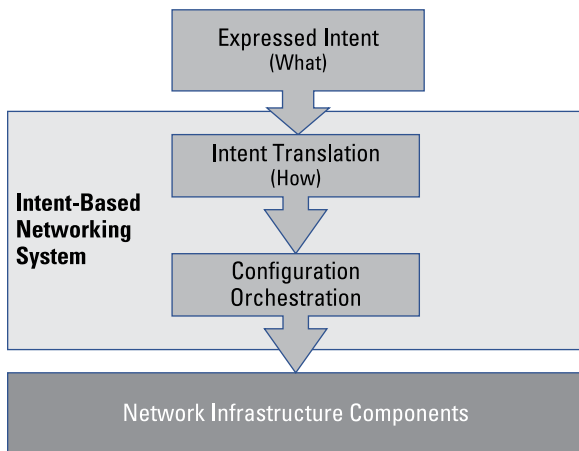 Expressed Intent
(What)
Intent Translation
(How)
Intent-Based
Networking
System
Configuration
Orchestration
Network Infrastructure Components